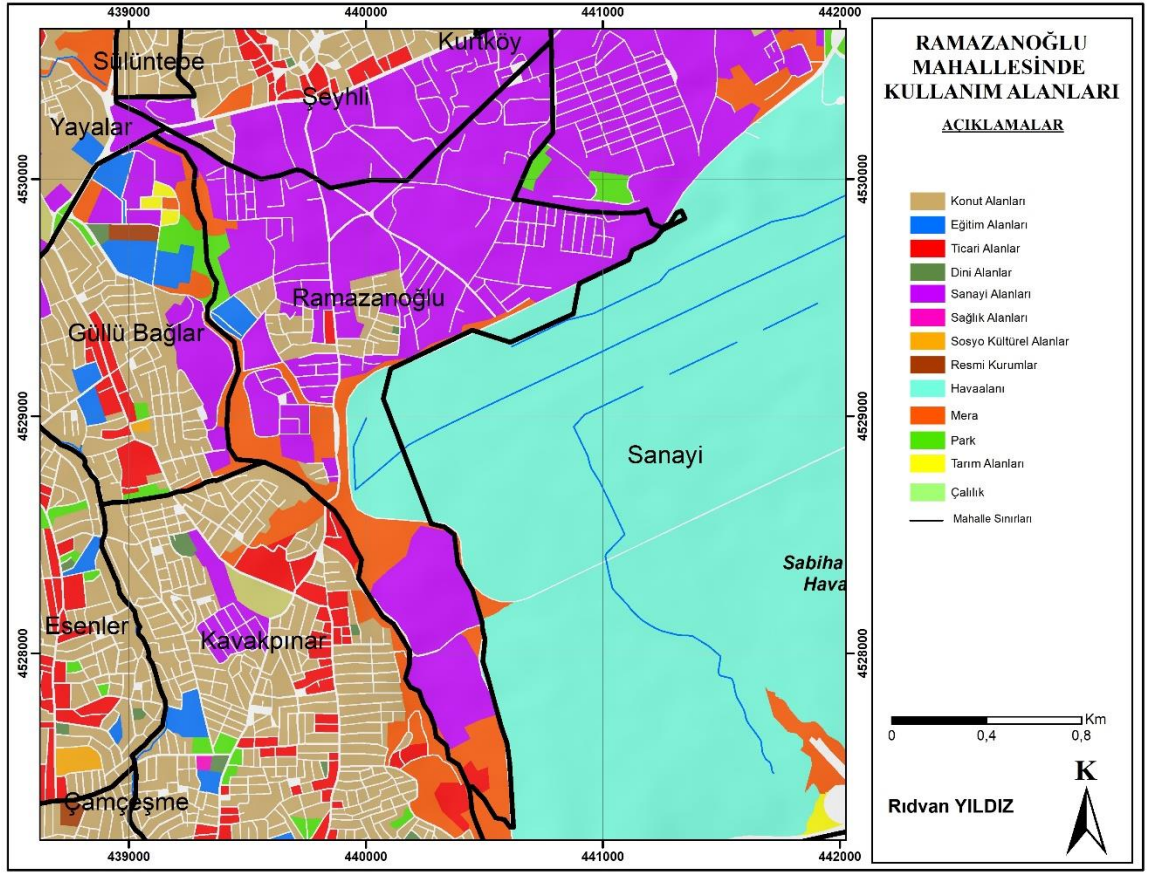 439000 440000 441000 442000
4530000
4529000
4528000
Sülüntepe
Kurtköy
Şeyhli
Yayalar
Ramazanoğlu
Güllü Bağlar
Sanayi
Sabiha
Hava
Esenler
Kavakpınar
Çamçeşme
4530000
4529000
4528000
439000 440000 441000 442000
RAMAZANOĞLU
MAHALLESİNDE
KULLANIM ALANLARI
AÇIKLAMALAR
Konut Alanları
Eğitim Alanları
Ticari Alanlar
Dini Alanlar
Sanayi Alanları
Sağlık Alanları
Sosyo Kültürel Alanlar
Resmi Kurumlar
Havaalanı
Mera
Park
Tarım Alanları
Çalılık
Mahalle Sınırları
Km
0 0,4 0,8
K
Rıdvan YILDIZ